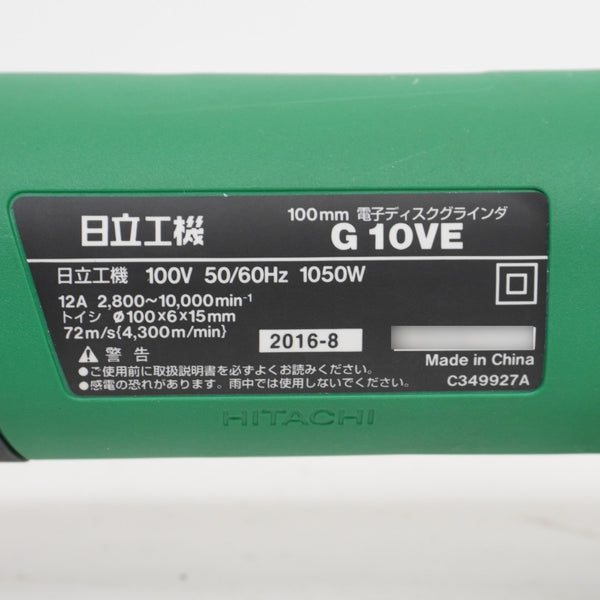 100mm 電子ディスクグラインダ
日立工機 G 10VE
日立工機 100V 50/60Hz 1050W
12A 2,800~10,000min⁻¹
トイシ ø100×6×15mm
72m/s{4,300m/min}
2016-8
⚠ 警告
●ご使用前に取扱説明書を必ずよくお読みください。
●感電の恐れがあります。雨中では使用しないでください。
Made in China
C349927A
HITACHI